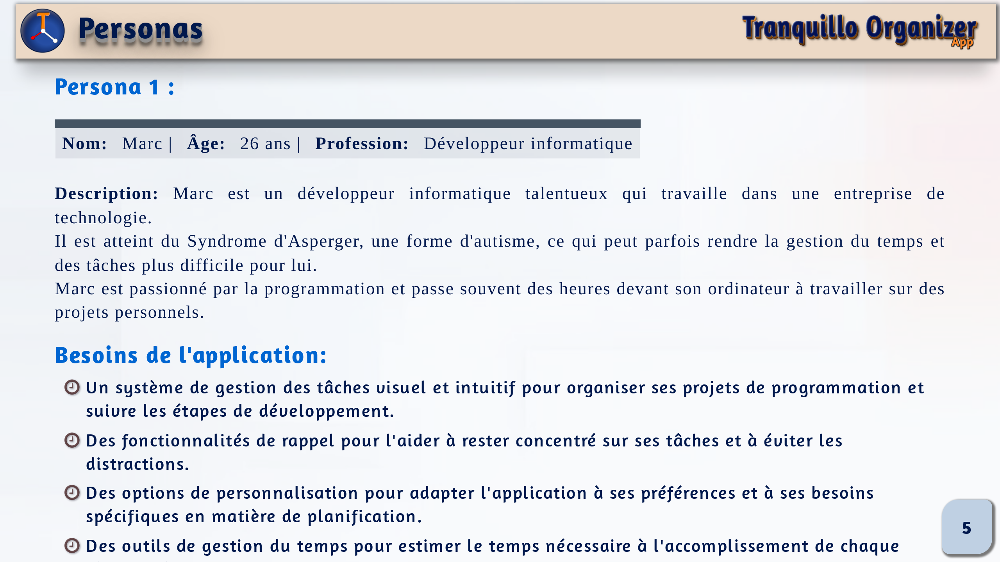 Personas
Tranquillo Organizer
App
Persona 1 :
Nom: Marc | Âge: 26 ans | Profession: Développeur informatique
Description: Marc est un développeur informatique talentueux qui travaille dans une entreprise de
technologie.
Il est atteint du Syndrome d'Asperger, une forme d'autisme, ce qui peut parfois rendre la gestion du temps et
des tâches plus difficile pour lui.
Marc est passionné par la programmation et passe souvent des heures devant son ordinateur à travailler sur des
projets personnels.
Besoins de l'application:
Un système de gestion des tâches visuel et intuitif pour organiser ses projets de programmation et
suivre les étapes de développement.
Des fonctionnalités de rappel pour l'aider à rester concentré sur ses tâches et à éviter les
distractions.
Des options de personnalisation pour adapter l'application à ses préférences et à ses besoins
spécifiques en matière de planification.
Des outils de gestion du temps pour estimer le temps nécessaire à l'accomplissement de chaque
5